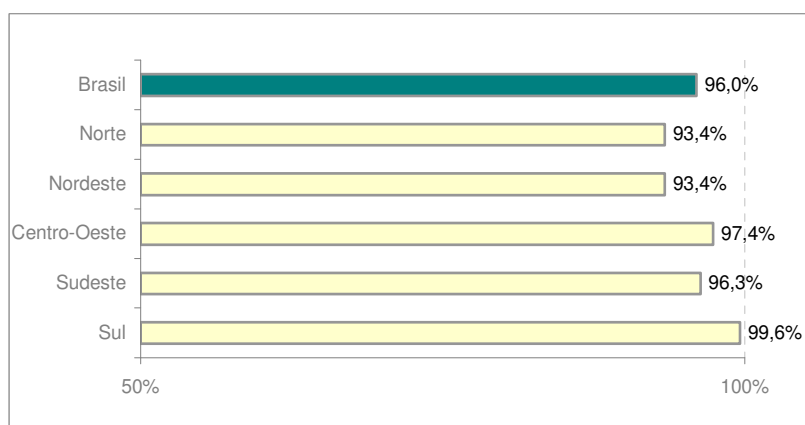 Brasil 96,0%
Norte 93,4%
Nordeste 93,4%
Centro-Oeste 97,4%
Sudeste 96,3%
Sul 99,6%
50% 100%